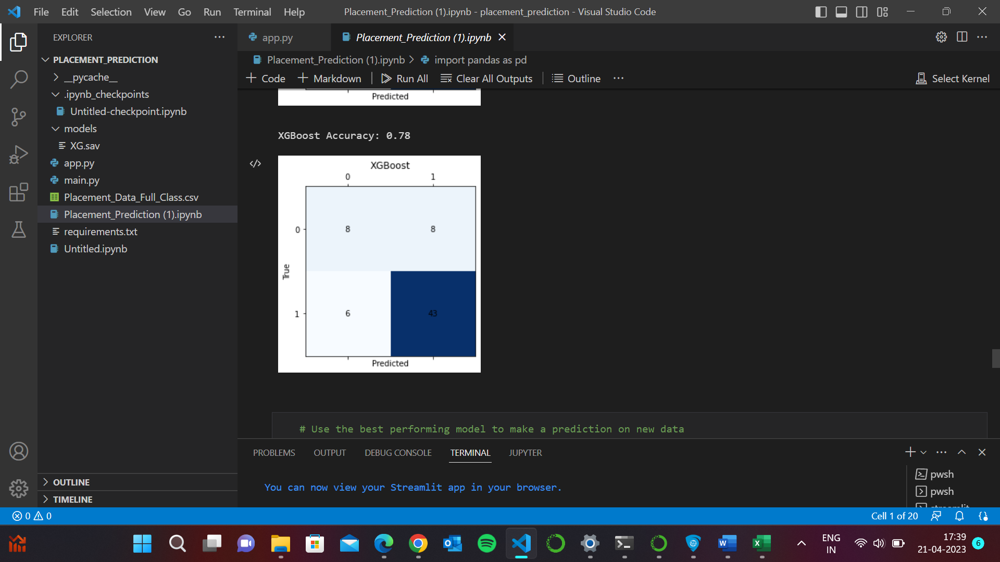 File Edit Selection View Go Run Terminal Help
Placement_Prediction (1).ipynb - placement_prediction - Visual Studio Code
EXPLORER
PLACEMENT_PREDICTION
__pycache__
.ipynb_checkpoints
Untitled-checkpoint.ipynb
models
XG.sav
app.py
main.py
Placement_Data_Full_Class.csv
Placement_Prediction (1).ipynb
requirements.txt
Untitled.ipynb
OUTLINE
TIMELINE
app.py
Placement_Prediction (1).ipynb
Placement_Prediction (1).ipynb > import pandas as pd
+ Code + Markdown Run All Clear All Outputs Outline ...
Select Kernel
Predicted
XGBoost Accuracy: 0.78
XGBoost
0 1
0 8 8
True
1 6 43
Predicted
# Use the best performing model to make a prediction on new data
PROBLEMS OUTPUT DEBUG CONSOLE TERMINAL JUPYTER
You can now view your Streamlit app in your browser.
pwsh
pwsh
streamlit
0 0
Cell 1 of 20
ENG
IN
17:39
21-04-2023
6